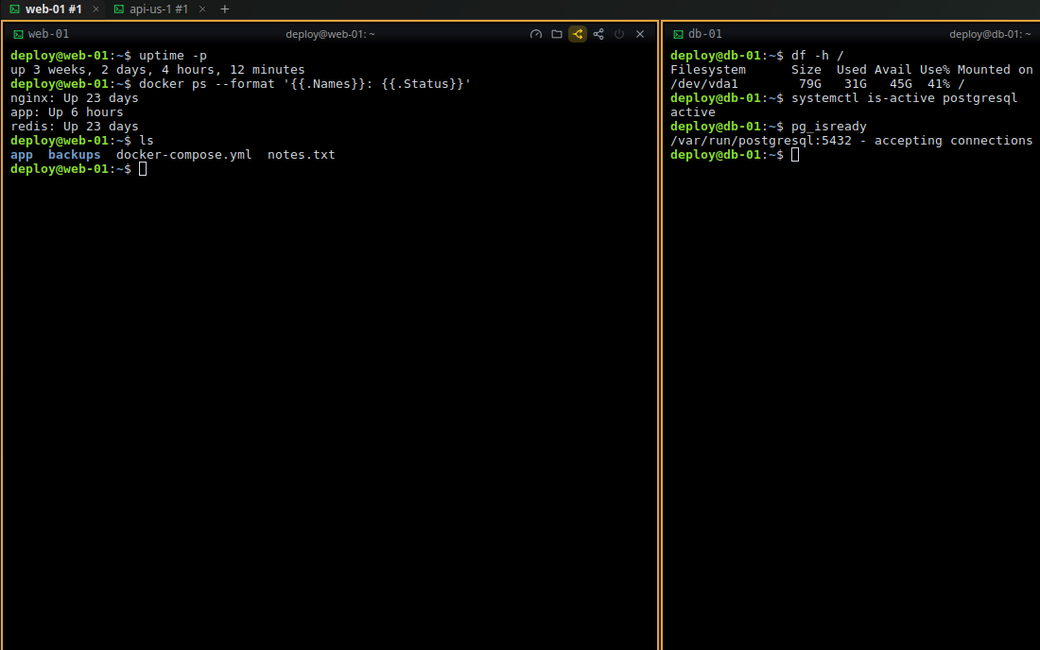 web-01 #1
api-us-1 #1
web-01
deploy@web-01: ~
deploy@web-01:~$ uptime -p
up 3 weeks, 2 days, 4 hours, 12 minutes
deploy@web-01:~$ docker ps --format '{{.Names}}: {{.Status}}'
nginx: Up 23 days
app: Up 6 hours
redis: Up 23 days
deploy@web-01:~$ ls
app  backups  docker-compose.yml  notes.txt
deploy@web-01:~$
db-01
deploy@db-01: ~
deploy@db-01:~$ df -h /
Filesystem      Size  Used Avail Use% Mounted on
/dev/vda1        79G   31G   45G  41% /
deploy@db-01:~$ systemctl is-active postgresql
active
deploy@db-01:~$ pg_isready
/var/run/postgresql:5432 - accepting connections
deploy@db-01:~$